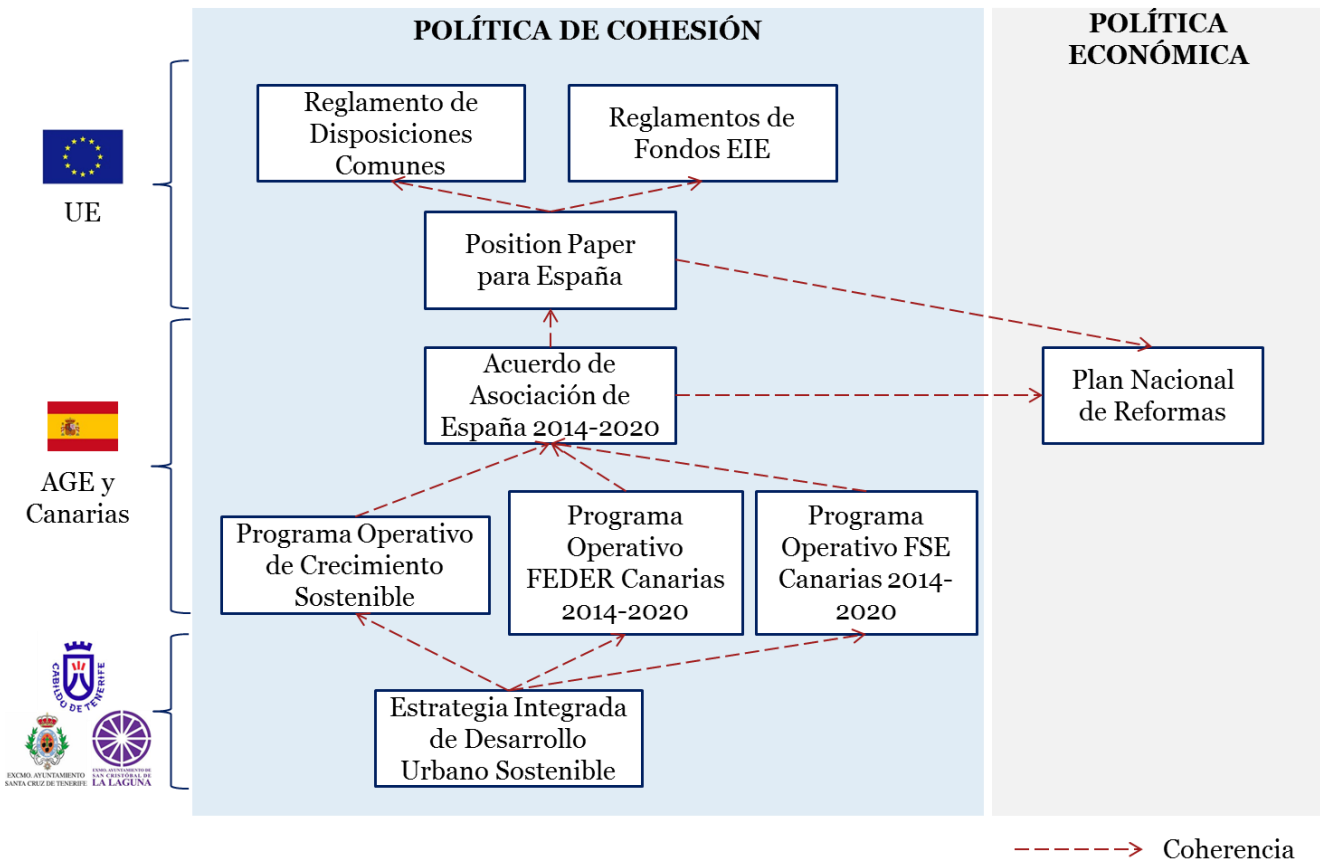 POLÍTICA DE COHESIÓN
POLÍTICA
ECONÓMICA
Reglamento de
Disposiciones
Comunes
Reglamentos de
Fondos EIE
UE
Position Paper
para España
Acuerdo de
Asociación de
España 2014-2020
Plan Nacional
de Reformas
AGE y
Canarias
Programa Operativo
de Crecimiento
Sostenible
Programa
Operativo
FEDER Canarias
2014-2020
Programa
Operativo FSE
Canarias 2014-
2020
CABILDO DE TENERIFE
EXCMO. AYUNTAMIENTO
SANTA CRUZ DE TENERIFE
EXMO. AYUNTAMIENTO DE
SAN CRISTÓBAL DE
LA LAGUNA
Estrategia Integrada
de Desarrollo
Urbano Sostenible
Coherencia